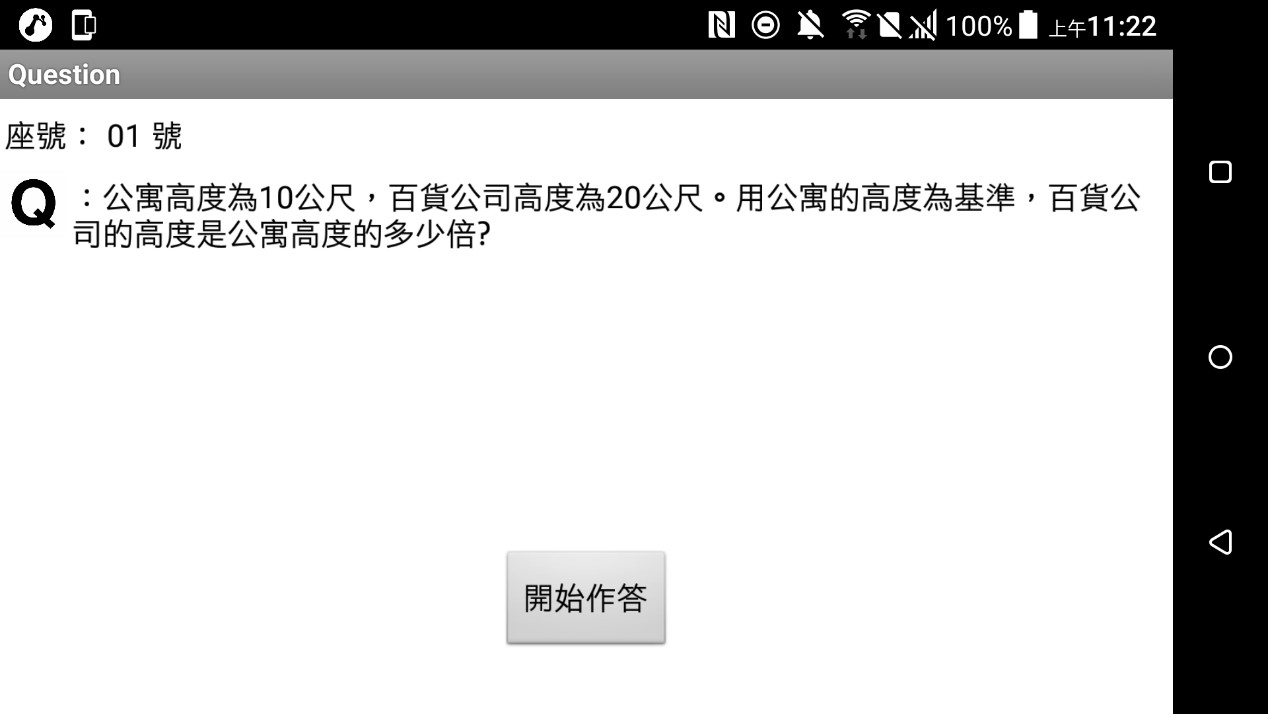 100% 上午11:22
Question
座號： 01 號
Q ：公寓高度為10公尺，百貨公司高度為20公尺。用公寓的高度為基準，百貨公
司的高度是公寓高度的多少倍?
開始作答